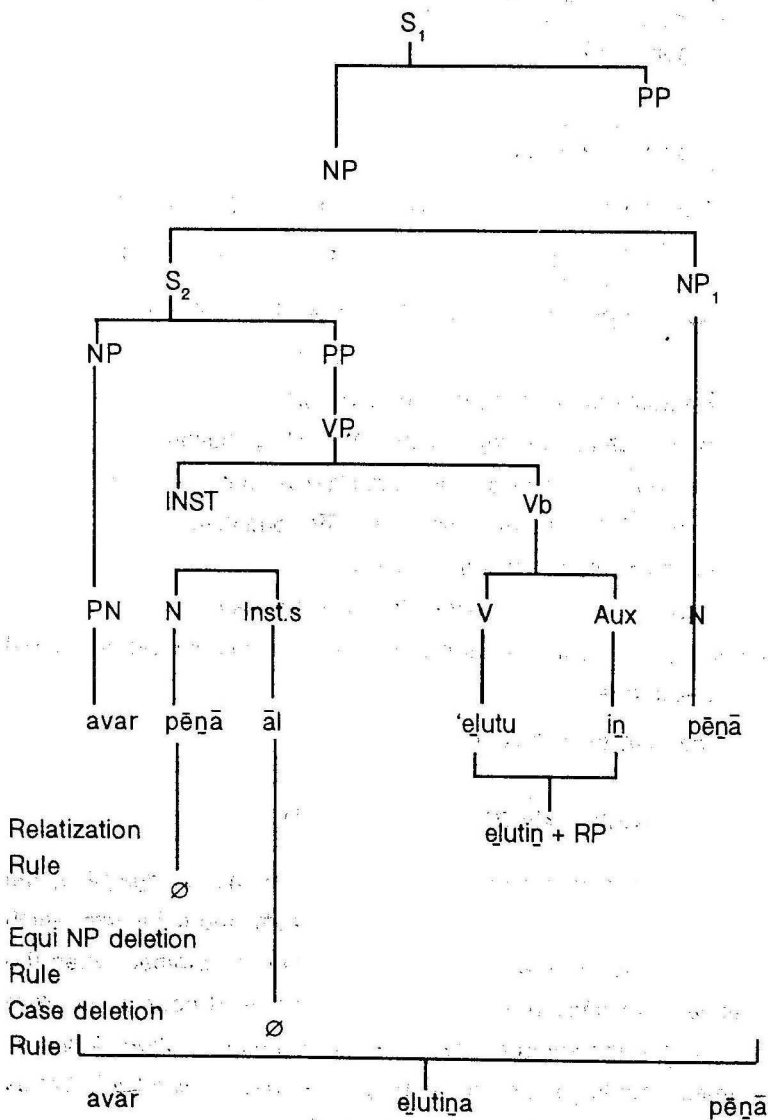 S₁
PP
NP
S₂ NP₁
NP PP
VP
INST Vb
PN N Inst.s V Aux N
avar pēṉā āl 'eḻutu iṉ pēṉā
Relatization eḻutiṉ + RP
Rule
∅
Equi NP deletion
Rule
Case deletion
∅
Rule
avar eḻutiṉa pēṉā